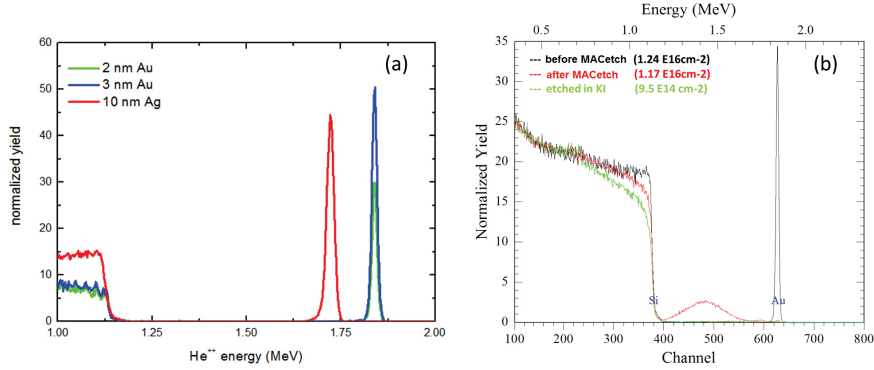 (a)
2 nm Au
3 nm Au
10 nm Ag
normalized yield
60
50
40
30
20
10
0
1.00
1.25
1.50
1.75
2.00
He++ energy (MeV)
Energy (MeV)
0.5
1.0
1.5
2.0
(b)
before MACetch (1.24 E16cm-2)
after MACetch (1.17 E16cm-2)
etched in KI (9.5 E14 cm-2)
Normalized Yield
35
30
25
20
15
10
5
0
Si
Au
100
200
300
400
500
600
700
800
Channel